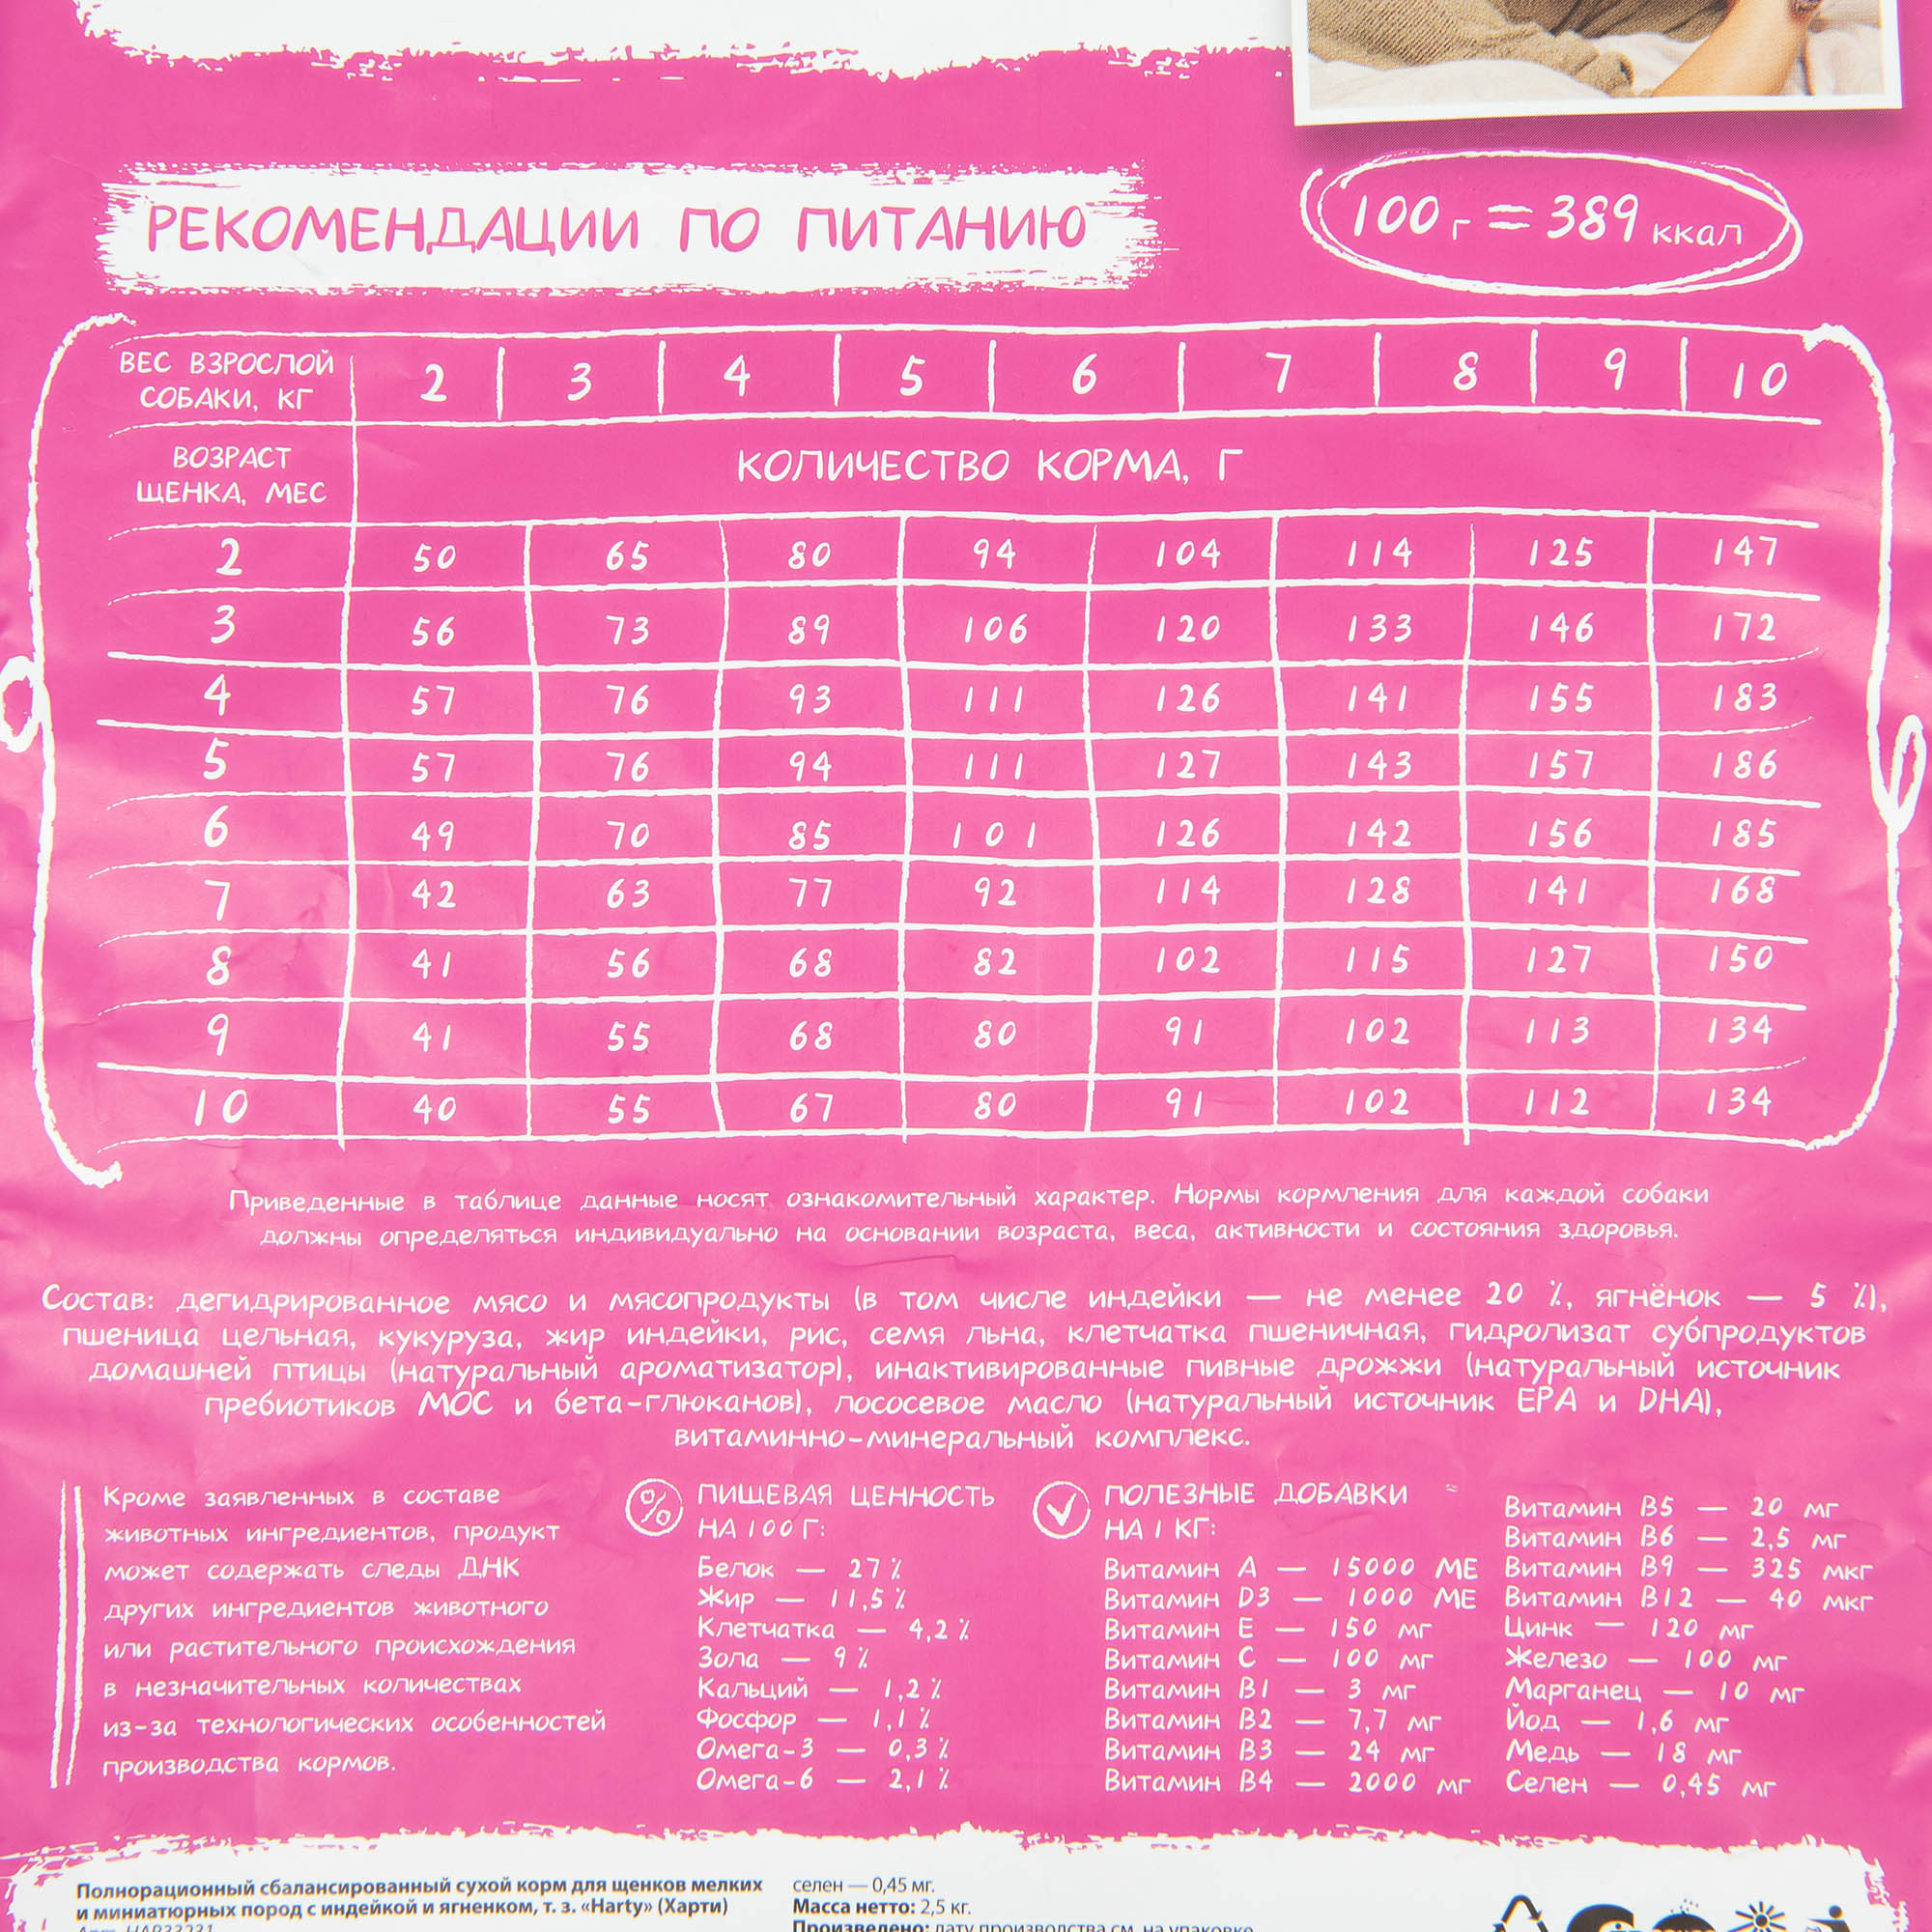 РЕКОМЕНДАЦИИ ПО ПИТАНИЮ
100 г = 389 ккал
ВЕС ВЗРОСЛОЙ
СОБАКИ, КГ
2 3 4 5 6 7 8 9 10
ВОЗРАСТ
ЩЕНКА, МЕС
КОЛИЧЕСТВО КОРМА, Г
2 50 65 80 94 104 114 125 147
3 56 73 89 106 120 133 146 172
4 57 76 93 111 126 141 155 183
5 57 76 94 111 127 143 157 186
6 49 70 85 101 126 142 156 185
7 42 63 77 92 114 128 141 168
8 41 56 68 82 102 115 127 150
9 41 55 68 80 91 102 113 134
10 40 55 67 80 91 102 112 134
Приведенные в таблице данные носят ознакомительный характер. Нормы кормления для каждой собаки
должны определяться индивидуально на основании возраста, веса, активности и состояния здоровья.
Состав: дегидрированное мясо и мясопродукты (в том числе индейки — не менее 20 %, ягнёнок — 5 %),
пшеница цельная, кукуруза, жир индейки, рис, семя льна, клетчатка пшеничная, гидролизат субпродуктов
домашней птицы (натуральный ароматизатор), инактивированные пивные дрожжи (натуральный источник
пребиотиков МОС и бета-глюканов), лососевое масло (натуральный источник EPA и DHA),
витаминно-минеральный комплекс.
Кроме заявленных в составе
животных ингредиентов, продукт
может содержать следы ДНК
других ингредиентов животного
или растительного происхождения
в незначительных количествах
из-за технологических особенностей
производства кормов.
%
ПИЩЕВАЯ ЦЕННОСТЬ
НА 100 Г:
Белок — 27 %
Жир — 11,5 %
Клетчатка — 4,2 %
Зола — 9 %
Кальций — 1,2 %
Фосфор — 1,1 %
Омега-3 — 0,3 %
Омега-6 — 2,1 %
ПОЛЕЗНЫЕ ДОБАВКИ
НА 1 КГ:
Витамин А — 15000 МЕ
Витамин D3 — 1000 МЕ
Витамин Е — 150 мг
Витамин С — 100 мг
Витамин В1 — 3 мг
Витамин В2 — 7,7 мг
Витамин В3 — 24 мг
Витамин В4 — 2000 мг
Витамин В5 — 20 мг
Витамин В6 — 2,5 мг
Витамин В9 — 325 мкг
Витамин В12 — 40 мкг
Цинк — 120 мг
Железо — 100 мг
Марганец — 10 мг
Йод — 1,6 мг
Медь — 18 мг
Селен — 0,45 мг
Полнорационный сбалансированный сухой корм для щенков мелких
и миниатюрных пород с индейкой и ягненком, т. з. «Harty» (Харти)
селен — 0,45 мг.
Масса нетто: 2,5 кг.
Произведено: дату производства см. на упаковке